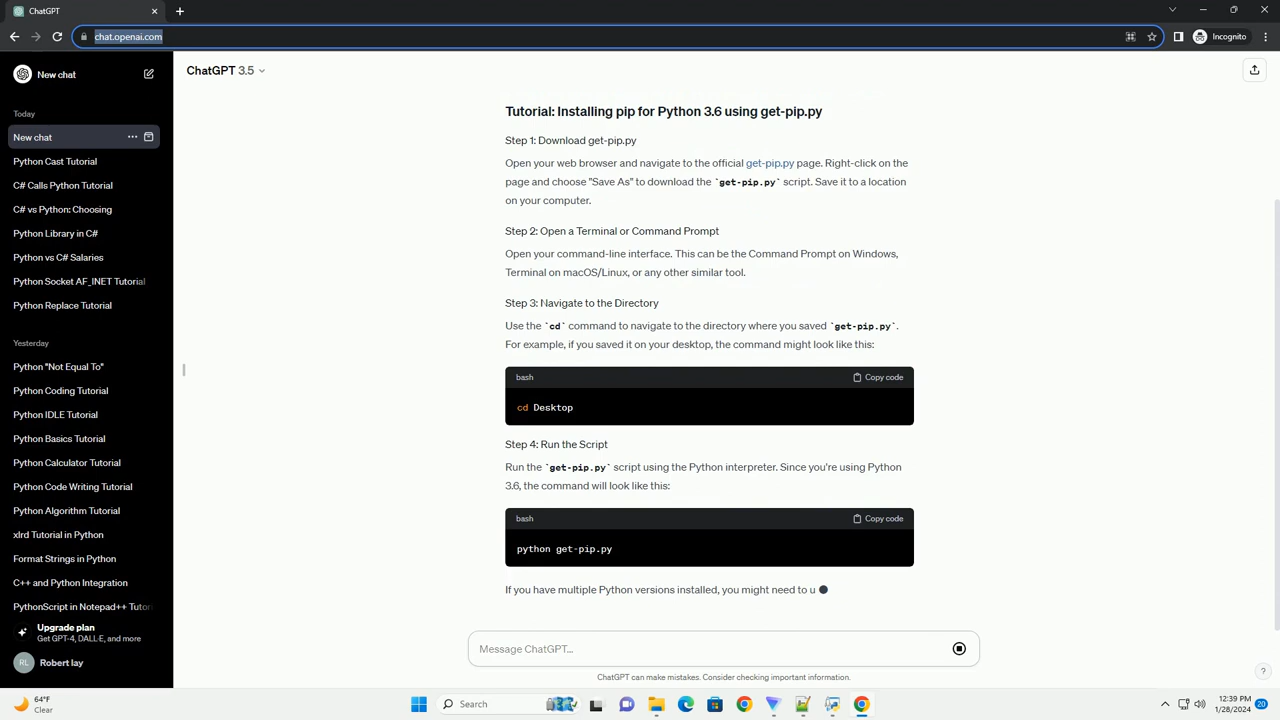 ChatGPT
chat.openai.com
Incognito
New chat
Today
New chat
Python Cast Tutorial
C# Calls Python Tutorial
C# vs Python: Choosing
Python Library in C#
Python vs C# Salaries
Python Socket AF_INET Tutorial
Python Replace Tutorial
Yesterday
Python "Not Equal To"
Python Coding Tutorial
Python IDLE Tutorial
Python Basics Tutorial
Python Calculator Tutorial
Python Code Writing Tutorial
Python Algorithm Tutorial
xlrd Tutorial in Python
Format Strings in Python
C++ and Python Integration
PythonScript in Notepad++ Tutori
Upgrade plan
Get GPT-4, DALL·E, and more
RL Robert lay
ChatGPT 3.5
Tutorial: Installing pip for Python 3.6 using get-pip.py
Step 1: Download get-pip.py
Open your web browser and navigate to the official get-pip.py page. Right-click on the
page and choose "Save As" to download the `get-pip.py` script. Save it to a location
on your computer.
Step 2: Open a Terminal or Command Prompt
Open your command-line interface. This can be the Command Prompt on Windows,
Terminal on macOS/Linux, or any other similar tool.
Step 3: Navigate to the Directory
Use the `cd` command to navigate to the directory where you saved `get-pip.py`.
For example, if you saved it on your desktop, the command might look like this:
bash Copy code
cd Desktop
Step 4: Run the Script
Run the `get-pip.py` script using the Python interpreter. Since you're using Python
3.6, the command will look like this:
bash Copy code
python get-pip.py
If you have multiple Python versions installed, you might need to u
Message ChatGPT...
ChatGPT can make mistakes. Consider checking important information.
?
64°F
Clear
Search
12:39 PM
1/28/2024
20